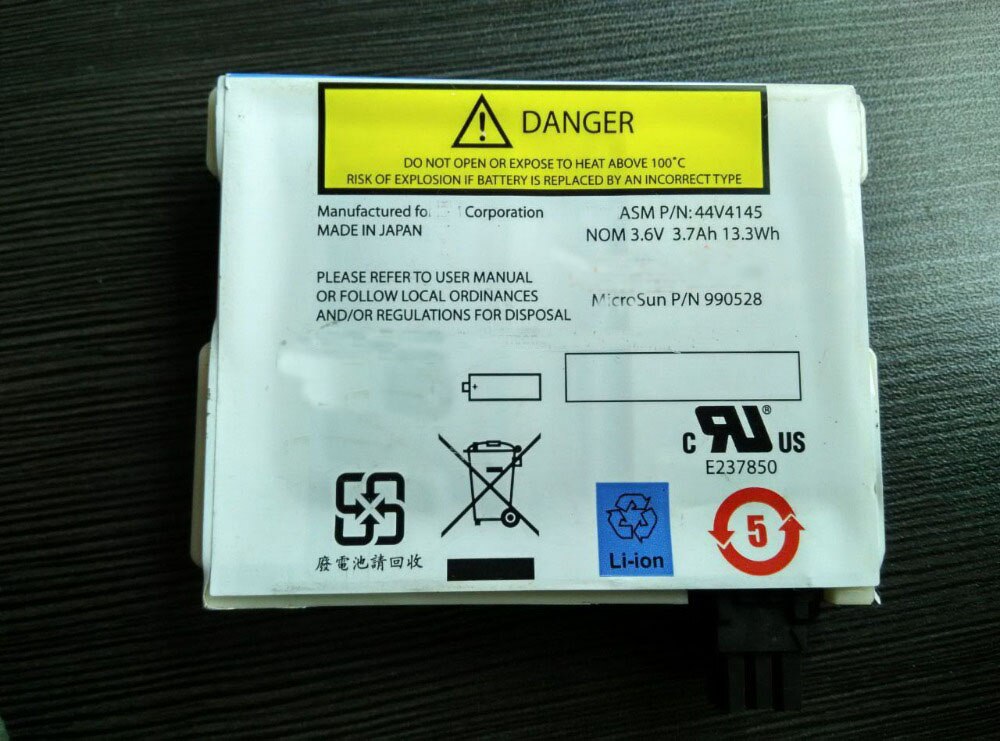 DANGER
DO NOT OPEN OR EXPOSE TO HEAT ABOVE 100°C
RISK OF EXPLOSION IF BATTERY IS REPLACED BY AN INCORRECT TYPE
Manufactured Corporation
MADE IN JAPAN
ASM P/N: 44V4145
NOM 3.6V 3.7Ah 13.3Wh
PLEASE REFER TO USER MANUAL
OR FOLLOW LOCAL ORDINANCES
AND/OR REGULATIONS FOR DISPOSAL
MicroSun P/N 990528
C RU® US
E237850
廢電池請回收
Li-ion
5